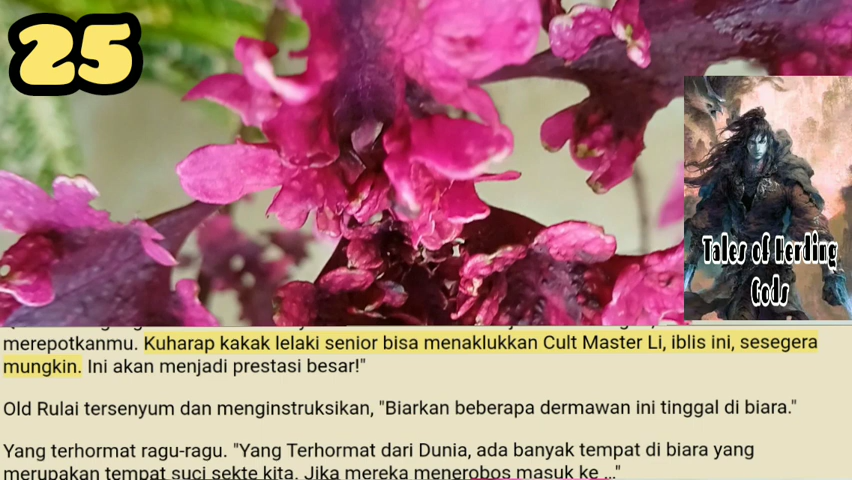 25
Tales of Herding
Gods
merepotkanmu. Kuharap kakak lelaki senior bisa menaklukkan Cult Master Li, iblis ini, sesegera
mungkin. Ini akan menjadi prestasi besar!"
Old Rulai tersenyum dan menginstruksikan, "Biarkan beberapa dermawan ini tinggal di biara."
Yang terhormat ragu-ragu. "Yang Terhormat dari Dunia, ada banyak tempat di biara yang
merupakan tempat suci sekte kita. Jika mereka menerobos masuk ke ..."